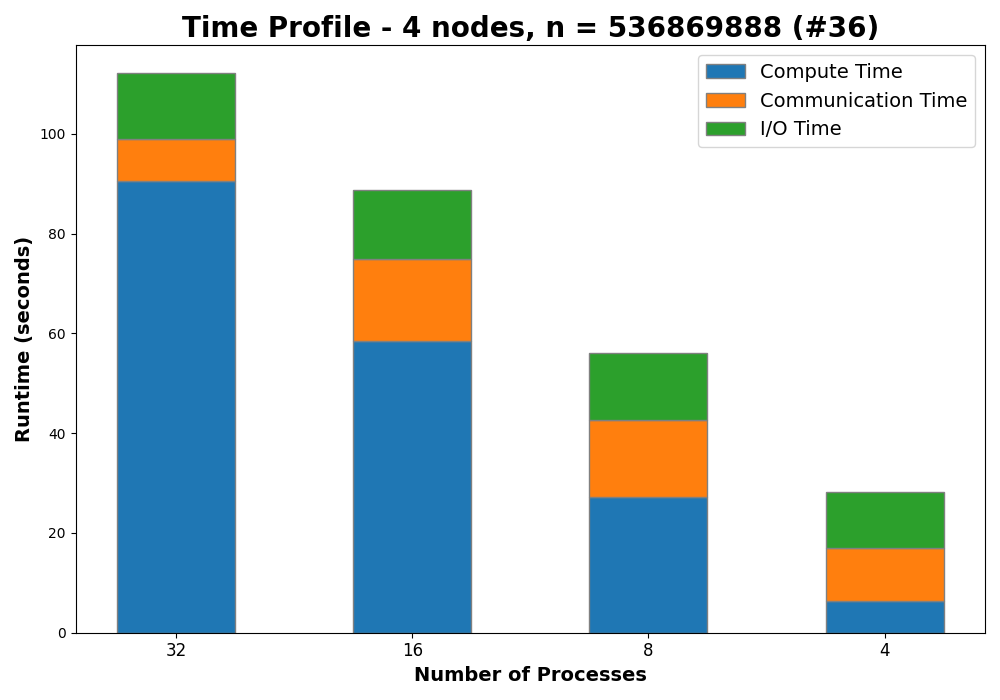 Time Profile - 4 nodes, n = 536869888 (#36)
Compute Time
Communication Time
I/O Time
Runtime (seconds)
100
80
60
40
20
0
32 16 8 4
Number of Processes